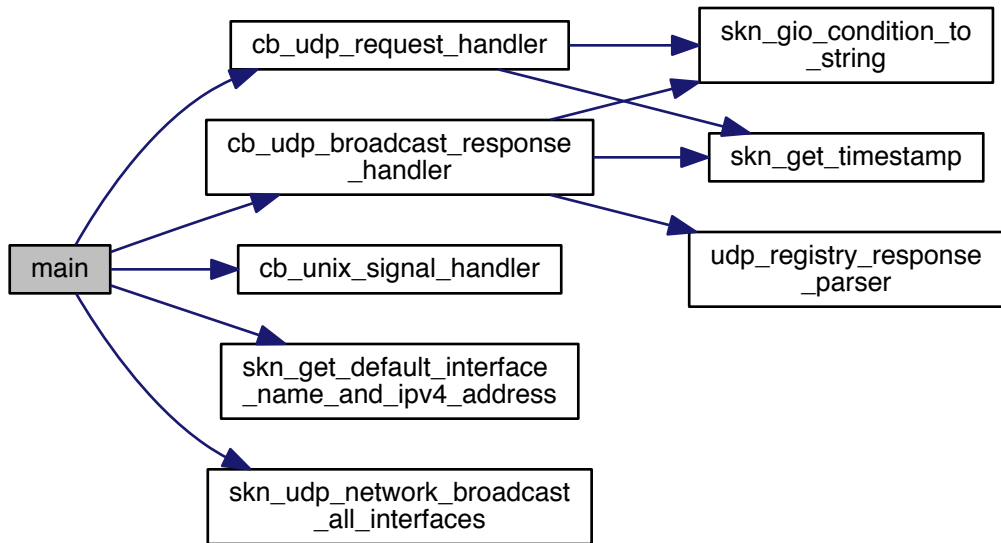 cb_udp_request_handler
skn_gio_condition_to
_string
cb_udp_broadcast_response
_handler
skn_get_timestamp
main
cb_unix_signal_handler
udp_registry_response
_parser
skn_get_default_interface
_name_and_ipv4_address
skn_udp_network_broadcast
_all_interfaces